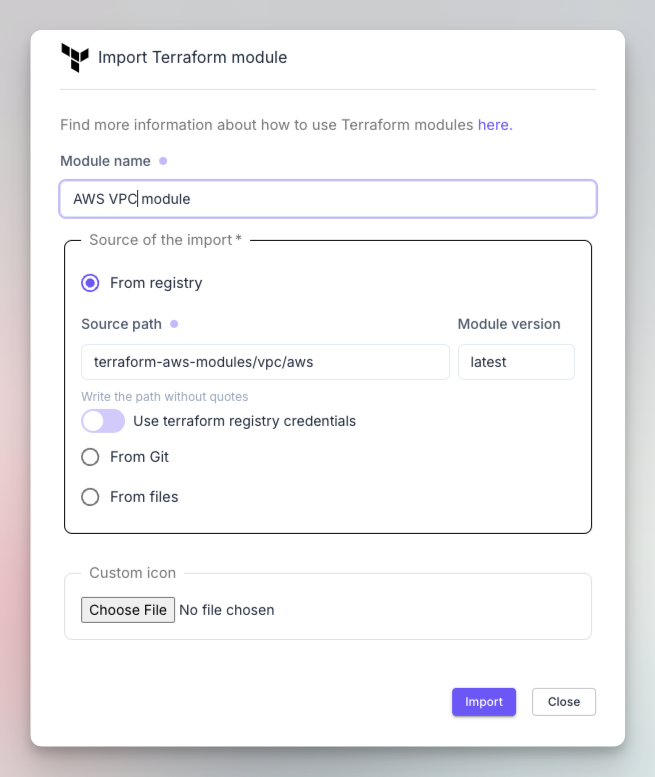 Import Terraform module
Find more information about how to use Terraform modules here.
Module name
AWS VPC module
Source of the import *
From registry
Source path
Module version
terraform-aws-modules/vpc/aws
latest
Write the path without quotes
Use terraform registry credentials
From Git
From files
Custom icon
Choose File No file chosen
Import
Close